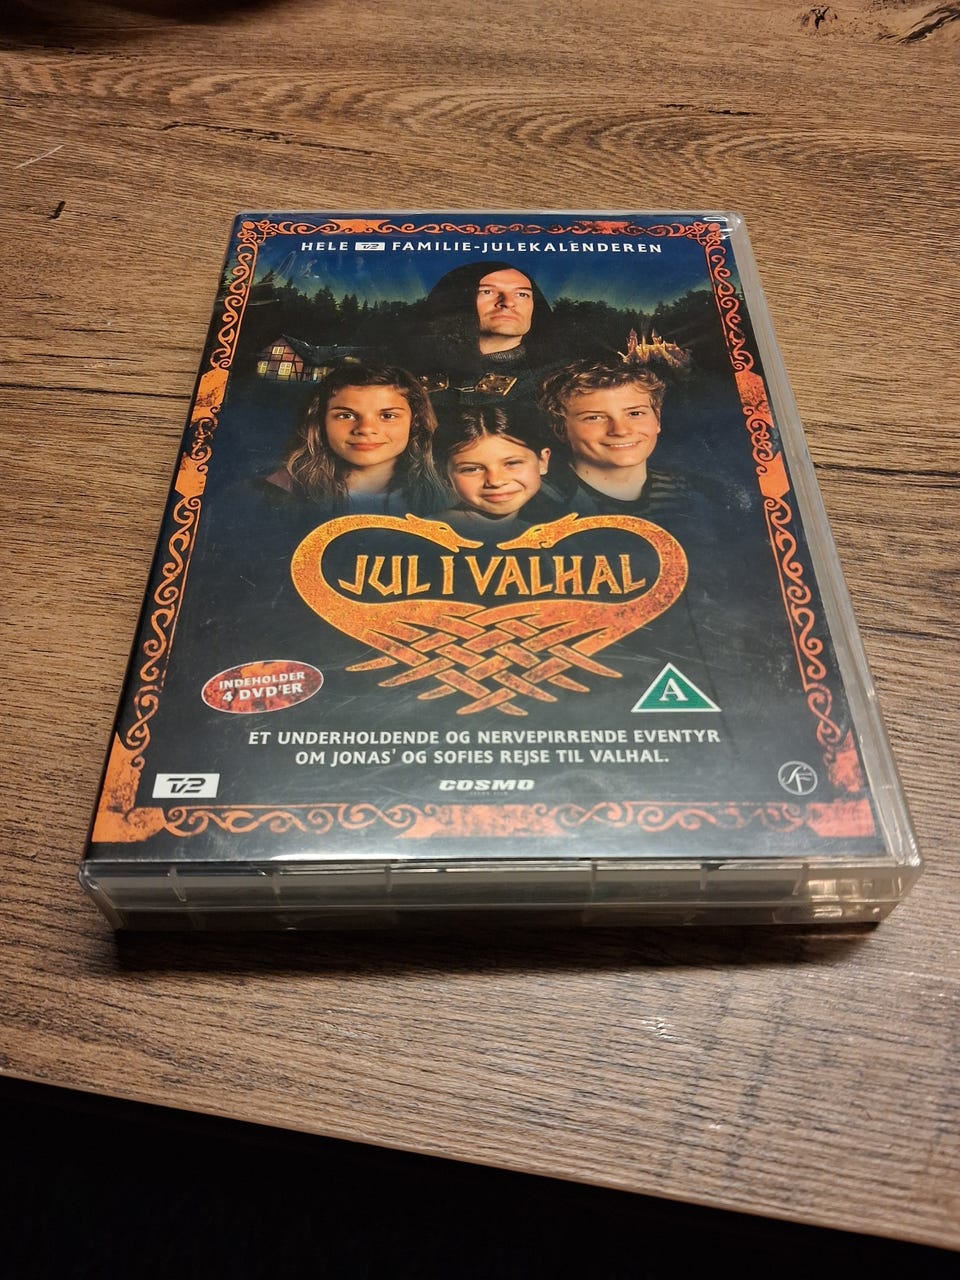 HELE TV2 FAMILIE-JULEKALENDEREN
JUL I VALHAL
INDEHOLDER
4 DVD'ER
A
ET UNDERHOLDENDE OG NERVEPIRRENDE EVENTYR
OM JONAS' OG SOFIES REJSE TIL VALHAL.
TV2
COSMO
SF